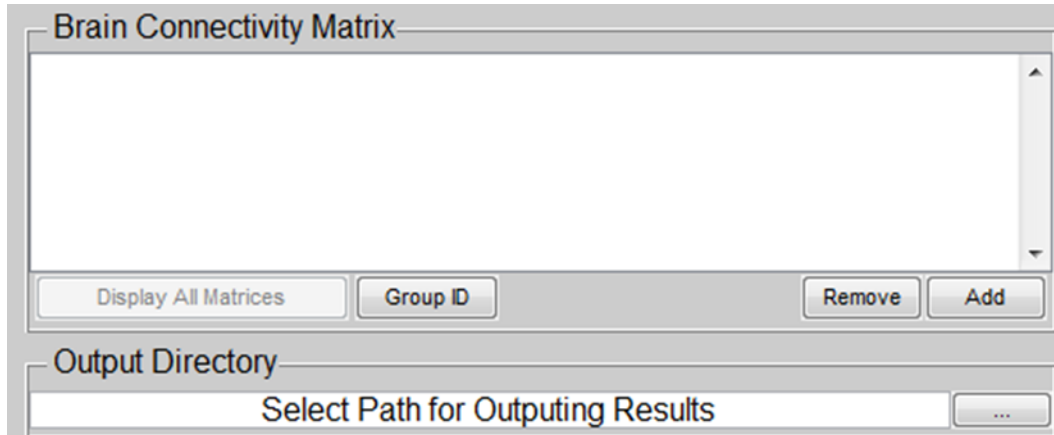 Brain Connectivity Matrix
Display All Matrices Group ID Remove Add
Output Directory
Select Path for Outputing Results ...